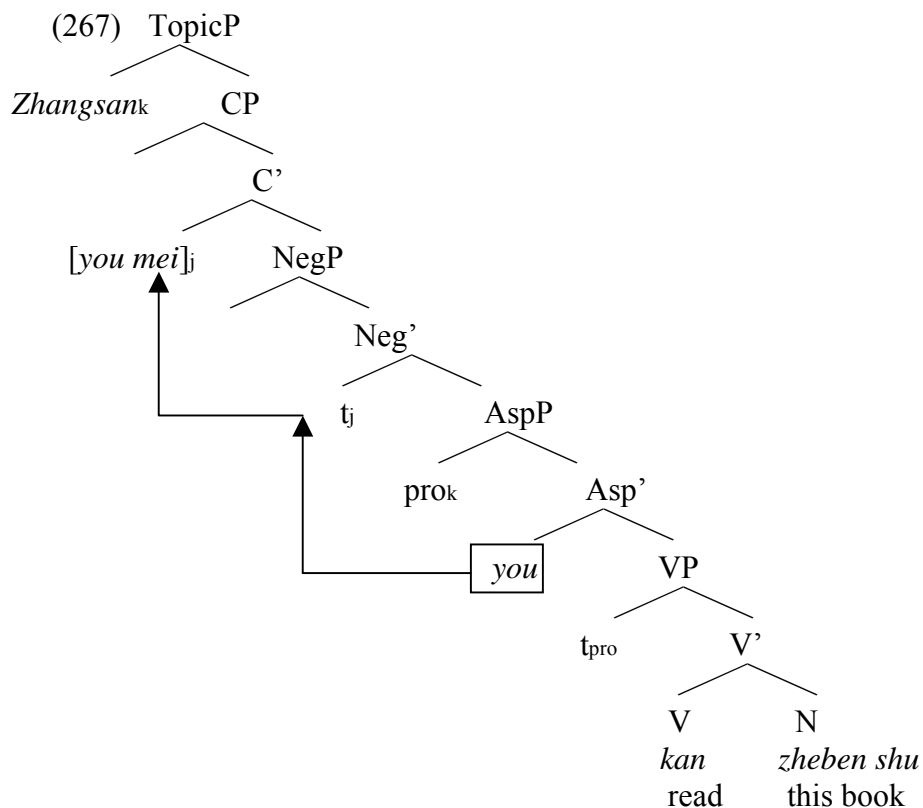 (267) TopicP
Zhangsank CP
C’
[you mei]j NegP
Neg’
tj AspP
prok Asp’
you VP
tpro V’
V N
kan zheben shu
read this book